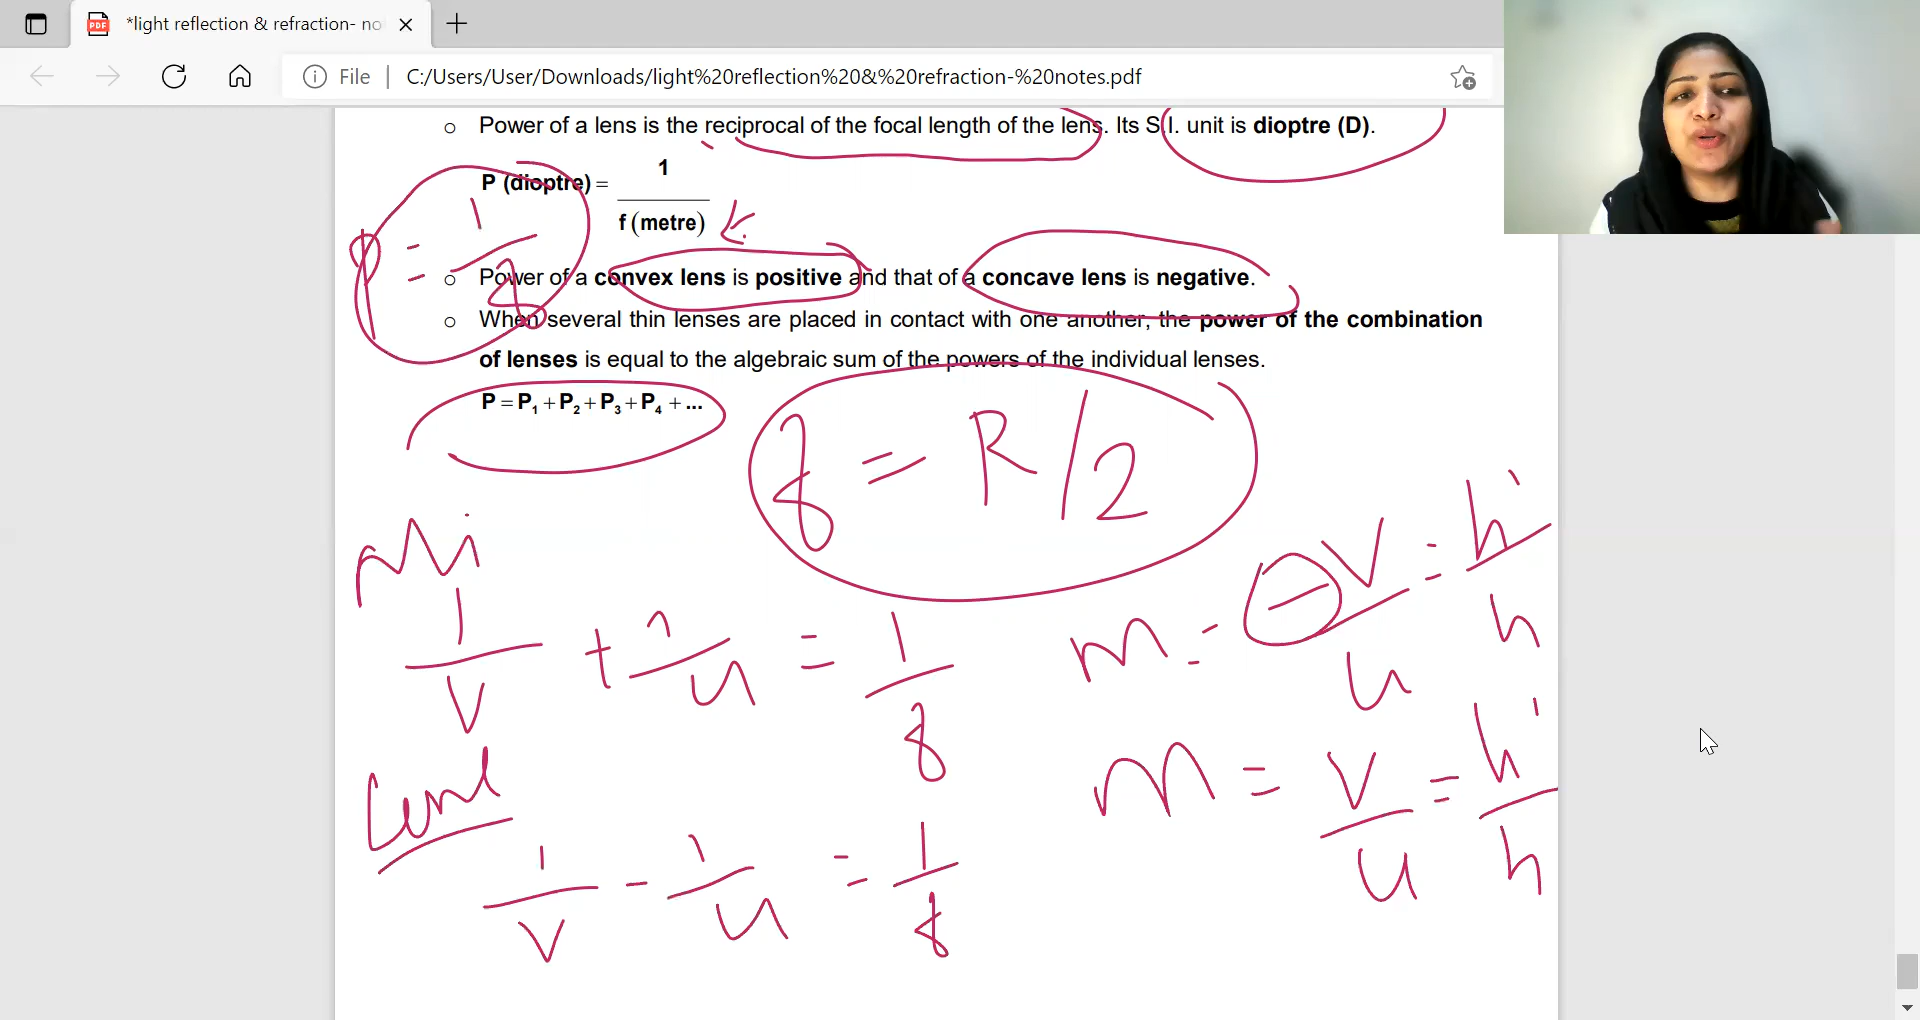 *light reflection & refraction- no
File | C:/Users/User/Downloads/light%20reflection%20&%20refraction-%20notes.pdf
Power of a lens is the reciprocal of the focal length of the lens. Its S.I. unit is dioptre (D).
P (dioptre) = 1 / f (metre)
P = 1/f
Power of a convex lens is positive and that of a concave lens is negative.
When several thin lenses are placed in contact with one another, the power of the combination
of lenses is equal to the algebraic sum of the powers of the individual lenses.
P = P₁ + P₂ + P₃ + P₄ + ...
f = R/2
Mi
1/v + 1/u = 1/f
m = -v/u = h'/h
Lens
1/v - 1/u = 1/f
m = v/u = h'/h